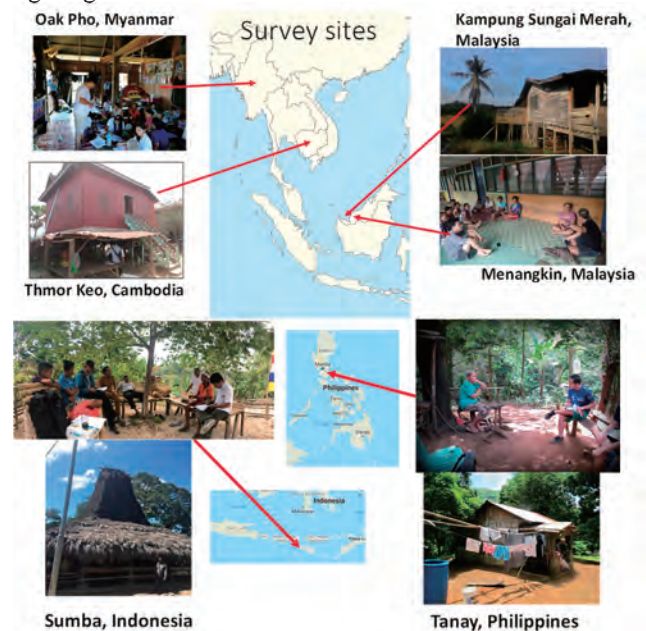 Oak Pho, Myanmar
Survey sites
Kampung Sungai Merah,
Malaysia
Thmor Keo, Cambodia
Menangkin, Malaysia
Philippines
Indonesia
Sumba, Indonesia
Tanay, Philippines